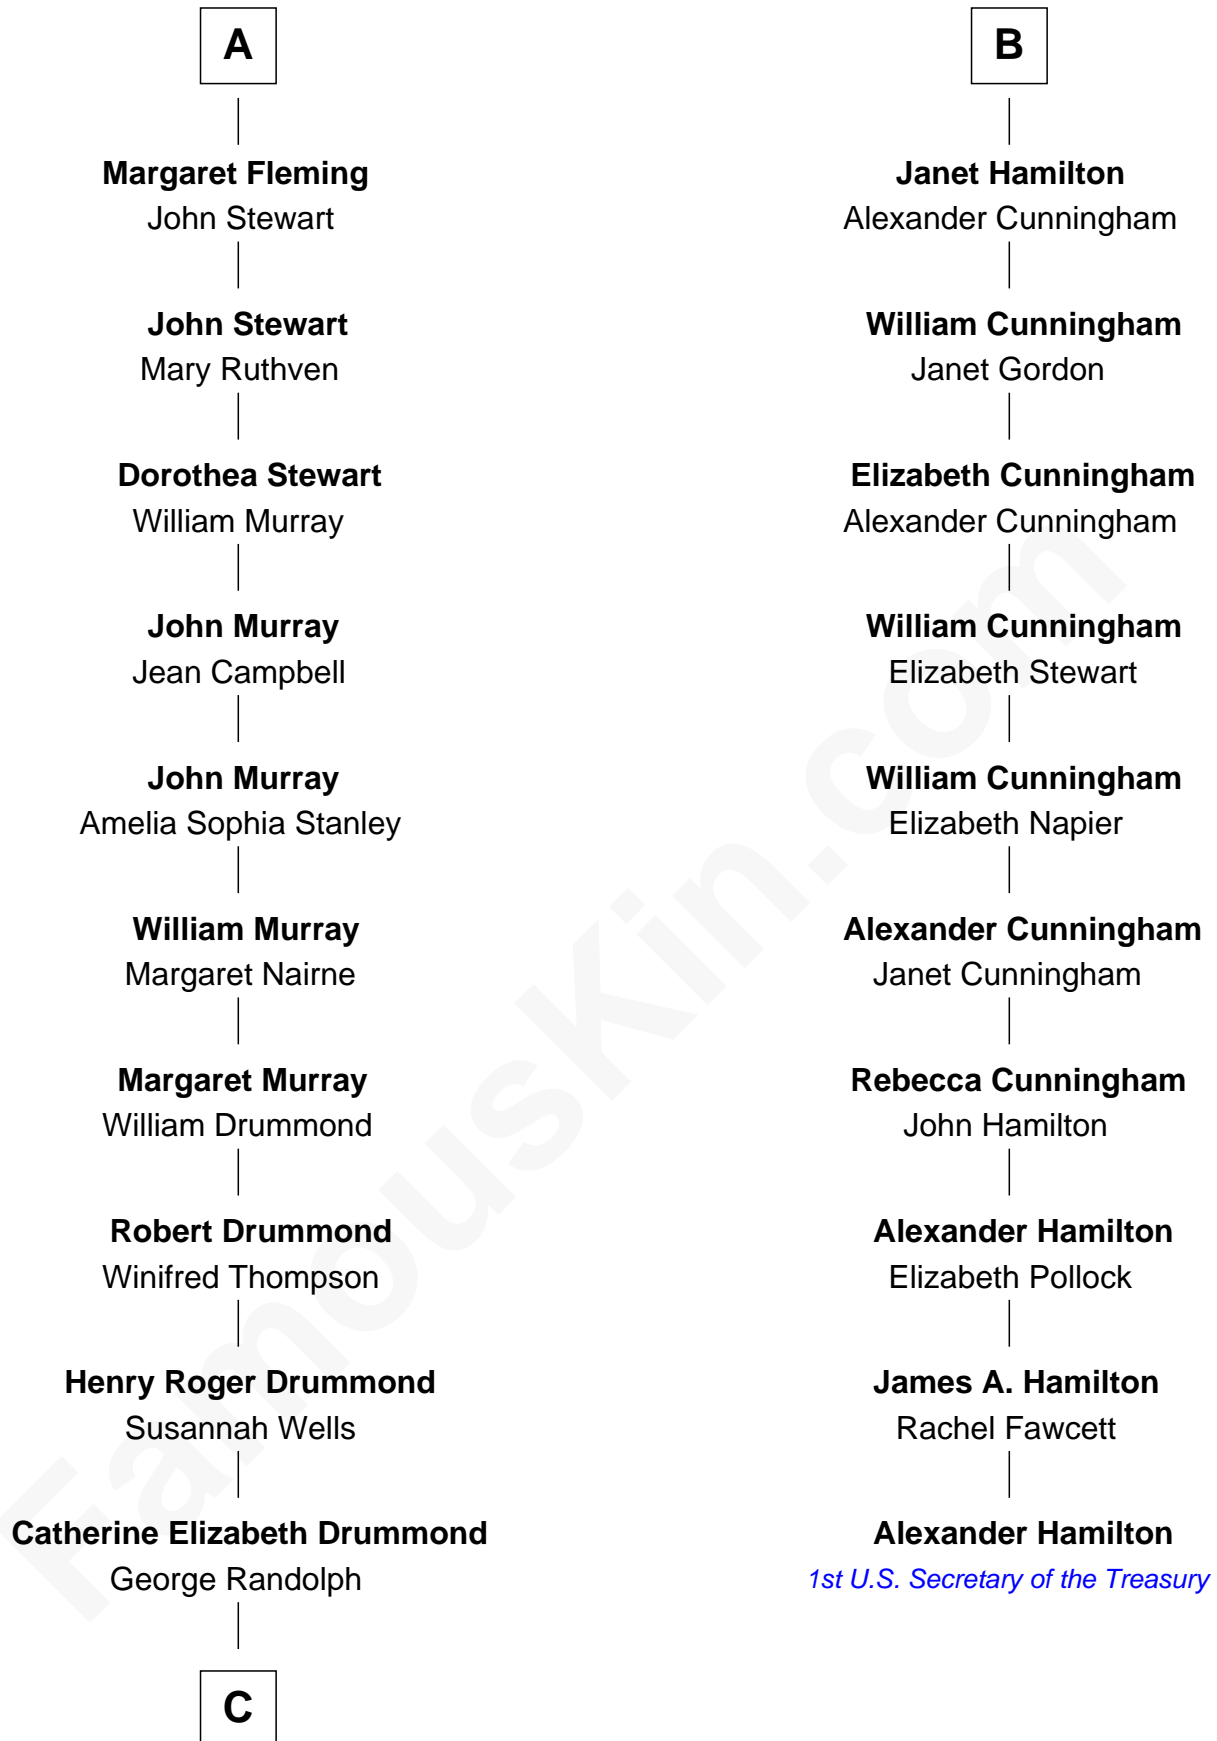 A
Margaret Fleming
John Stewart
John Stewart
Mary Ruthven
Dorothea Stewart
William Murray
John Murray
Jean Campbell
John Murray
Amelia Sophia Stanley
William Murray
Margaret Nairne
Margaret Murray
William Drummond
Robert Drummond
Winifred Thompson
Henry Roger Drummond
Susannah Wells
Catherine Elizabeth Drummond
George Randolph
C
B
Janet Hamilton
Alexander Cunningham
William Cunningham
Janet Gordon
Elizabeth Cunningham
Alexander Cunningham
William Cunningham
Elizabeth Stewart
William Cunningham
Elizabeth Napier
Alexander Cunningham
Janet Cunningham
Rebecca Cunningham
John Hamilton
Alexander Hamilton
Elizabeth Pollock
James A. Hamilton
Rachel Fawcett
Alexander Hamilton
1st U.S. Secretary of the Treasury
FamousKin.com